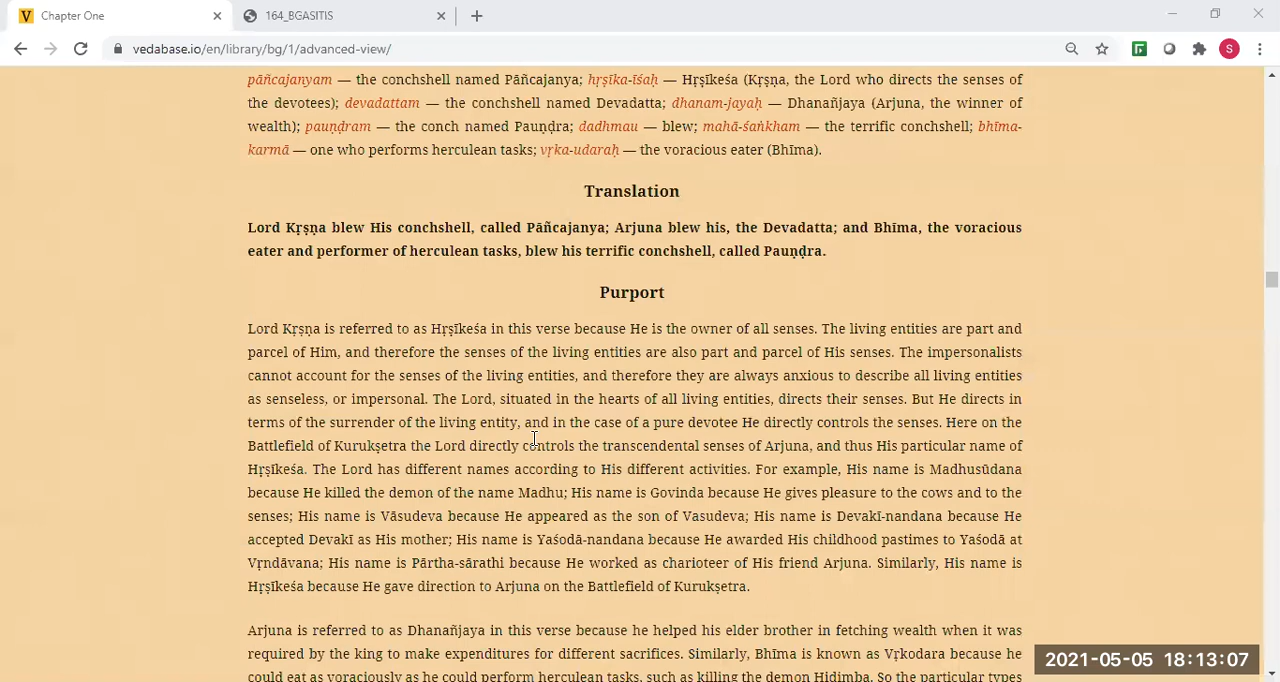 Chapter One
164_BGASITIS
vedabase.io/en/library/bg/1/advanced-view/
S
pāñcajanyam — the conchshell named Pāñcajanya; hṛṣīka-īśaḥ — Hṛṣīkeśa (Kṛṣṇa, the Lord who directs the senses of
the devotees); devadattam — the conchshell named Devadatta; dhanam-jayaḥ — Dhanañjaya (Arjuna, the winner of
wealth); pauṇḍram — the conch named Pauṇḍra; dadhmau — blew; mahā-śaṅkham — the terrific conchshell; bhīma-
karmā — one who performs herculean tasks; vṛka-udaraḥ — the voracious eater (Bhīma).
Translation
Lord Kṛṣṇa blew His conchshell, called Pāñcajanya; Arjuna blew his, the Devadatta; and Bhīma, the voracious
eater and performer of herculean tasks, blew his terrific conchshell, called Pauṇḍra.
Purport
Lord Kṛṣṇa is referred to as Hṛṣīkeśa in this verse because He is the owner of all senses. The living entities are part and
parcel of Him, and therefore the senses of the living entities are also part and parcel of His senses. The impersonalists
cannot account for the senses of the living entities, and therefore they are always anxious to describe all living entities
as senseless, or impersonal. The Lord, situated in the hearts of all living entities, directs their senses. But He directs in
terms of the surrender of the living entity, and in the case of a pure devotee He directly controls the senses. Here on the
Battlefield of Kurukṣetra the Lord directly controls the transcendental senses of Arjuna, and thus His particular name of
Hṛṣīkeśa. The Lord has different names according to His different activities. For example, His name is Madhusūdana
because He killed the demon of the name Madhu; His name is Govinda because He gives pleasure to the cows and to the
senses; His name is Vāsudeva because He appeared as the son of Vasudeva; His name is Devakī-nandana because He
accepted Devakī as His mother; His name is Yaśodā-nandana because He awarded His childhood pastimes to Yaśodā at
Vṛndāvana; His name is Pārtha-sārathi because He worked as charioteer of His friend Arjuna. Similarly, His name is
Hṛṣīkeśa because He gave direction to Arjuna on the Battlefield of Kurukṣetra.
Arjuna is referred to as Dhanañjaya in this verse because he helped his elder brother in fetching wealth when it was
required by the king to make expenditures for different sacrifices. Similarly, Bhīma is known as Vṛkodara because he
could eat as voraciously as he could perform herculean tasks, such as killing the demon Hiḍimba. So the particular types
2021-05-05 18:13:07